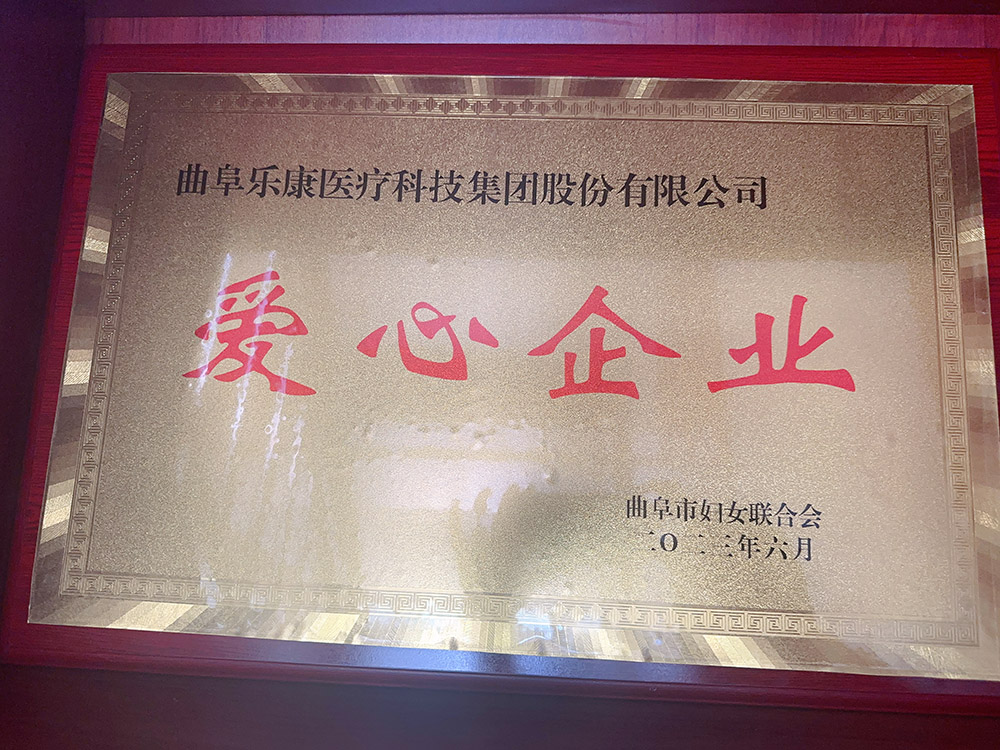 曲阜乐康医疗科技集团股份有限公司
爱心企业
曲阜市妇女联合会
二〇二三年六月